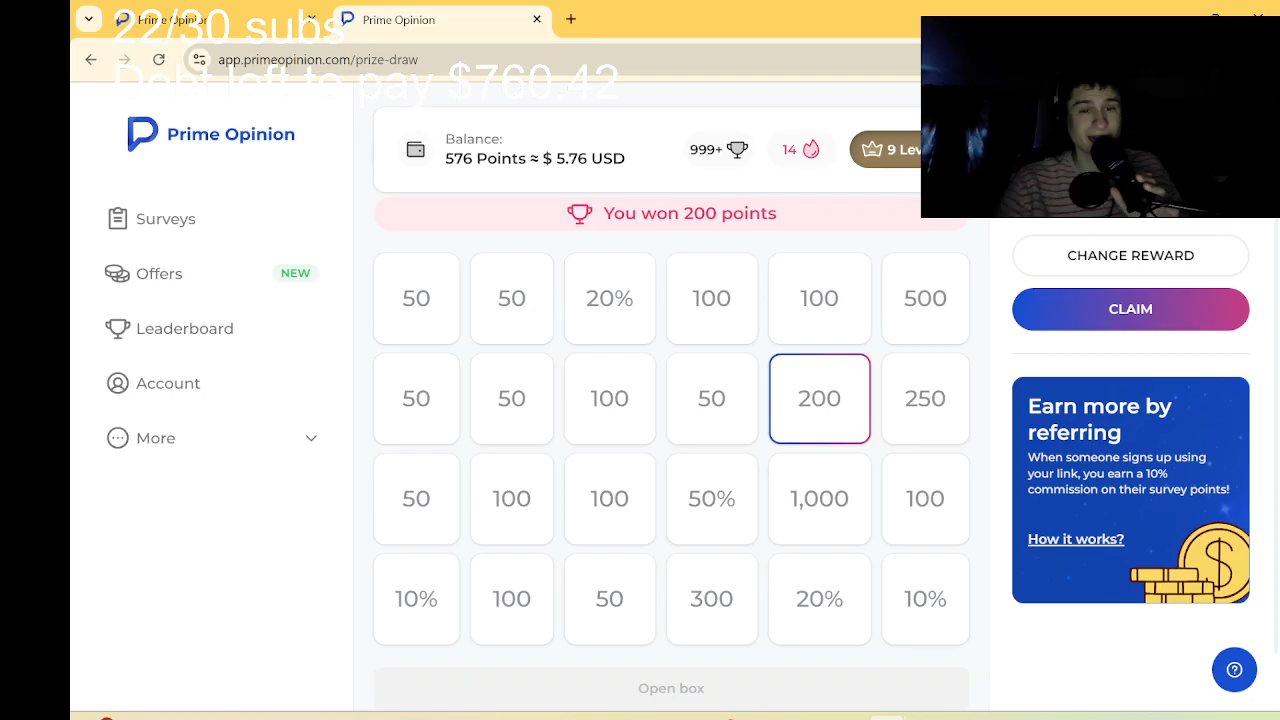 22/30 subs
Debt left to pay $760.42
Prime Opinion
Prime Opinion
app.primeopinion.com/prize-draw
Prime Opinion
Surveys
Offers
NEW
Leaderboard
Account
More
Balance:
576 Points ≈ $ 5.76 USD
999+
14
9 Lev
You won 200 points
50 50 20% 100 100 500
50 50 100 50 200 250
50 100 100 50% 1,000 100
10% 100 50 300 20% 10%
Open box
CHANGE REWARD
CLAIM
Earn more by
referring
When someone signs up using
your link, you earn a 10%
commission on their survey points!
How it works?